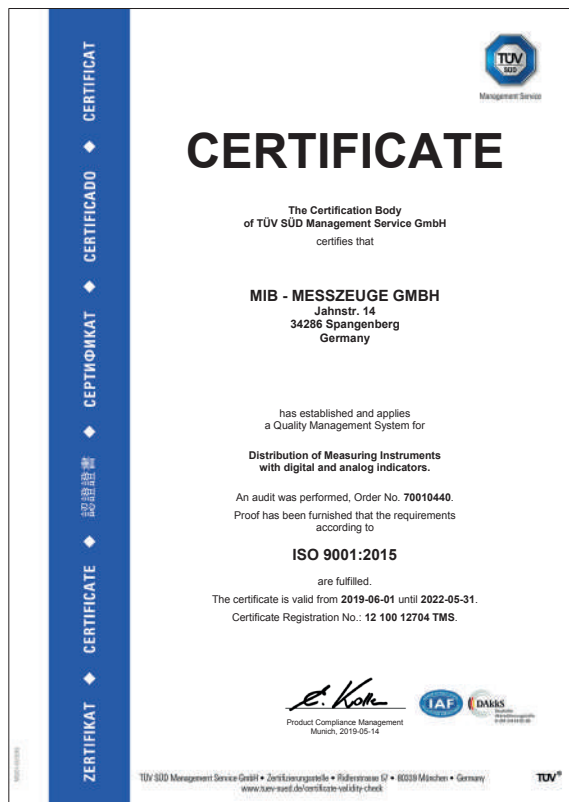 TÜV
SÜD
Management Service
CERTIFICATE
The Certification Body
of TÜV SÜD Management Service GmbH
certifies that
MIB - MESSZEUGE GMBH
Jahnstr. 14
34286 Spangenberg
Germany
has established and applies
a Quality Management System for
Distribution of Measuring Instruments
with digital and analog indicators.
An audit was performed, Order No. 70010440.
Proof has been furnished that the requirements
according to
ISO 9001:2015
are fulfilled.
The certificate is valid from 2019-06-01 until 2022-05-31.
Certificate Registration No.: 12 100 12704 TMS.
Product Compliance Management
Munich, 2019-05-14
IAF
DAkkS
Deutsche
Akkreditierungsstelle
TÜV SÜD Management Service GmbH • Zertifizierungsstelle • Ridlerstrasse 57 • 80339 München • Germany
www.tuev-sued.de/certificate-validity-check
TÜV®
ZERTIFIKAT ◆ CERTIFICATE ◆ 認證證書 ◆ СЕРТИФИКАТ ◆ CERTIFICADO ◆ CERTIFICAT